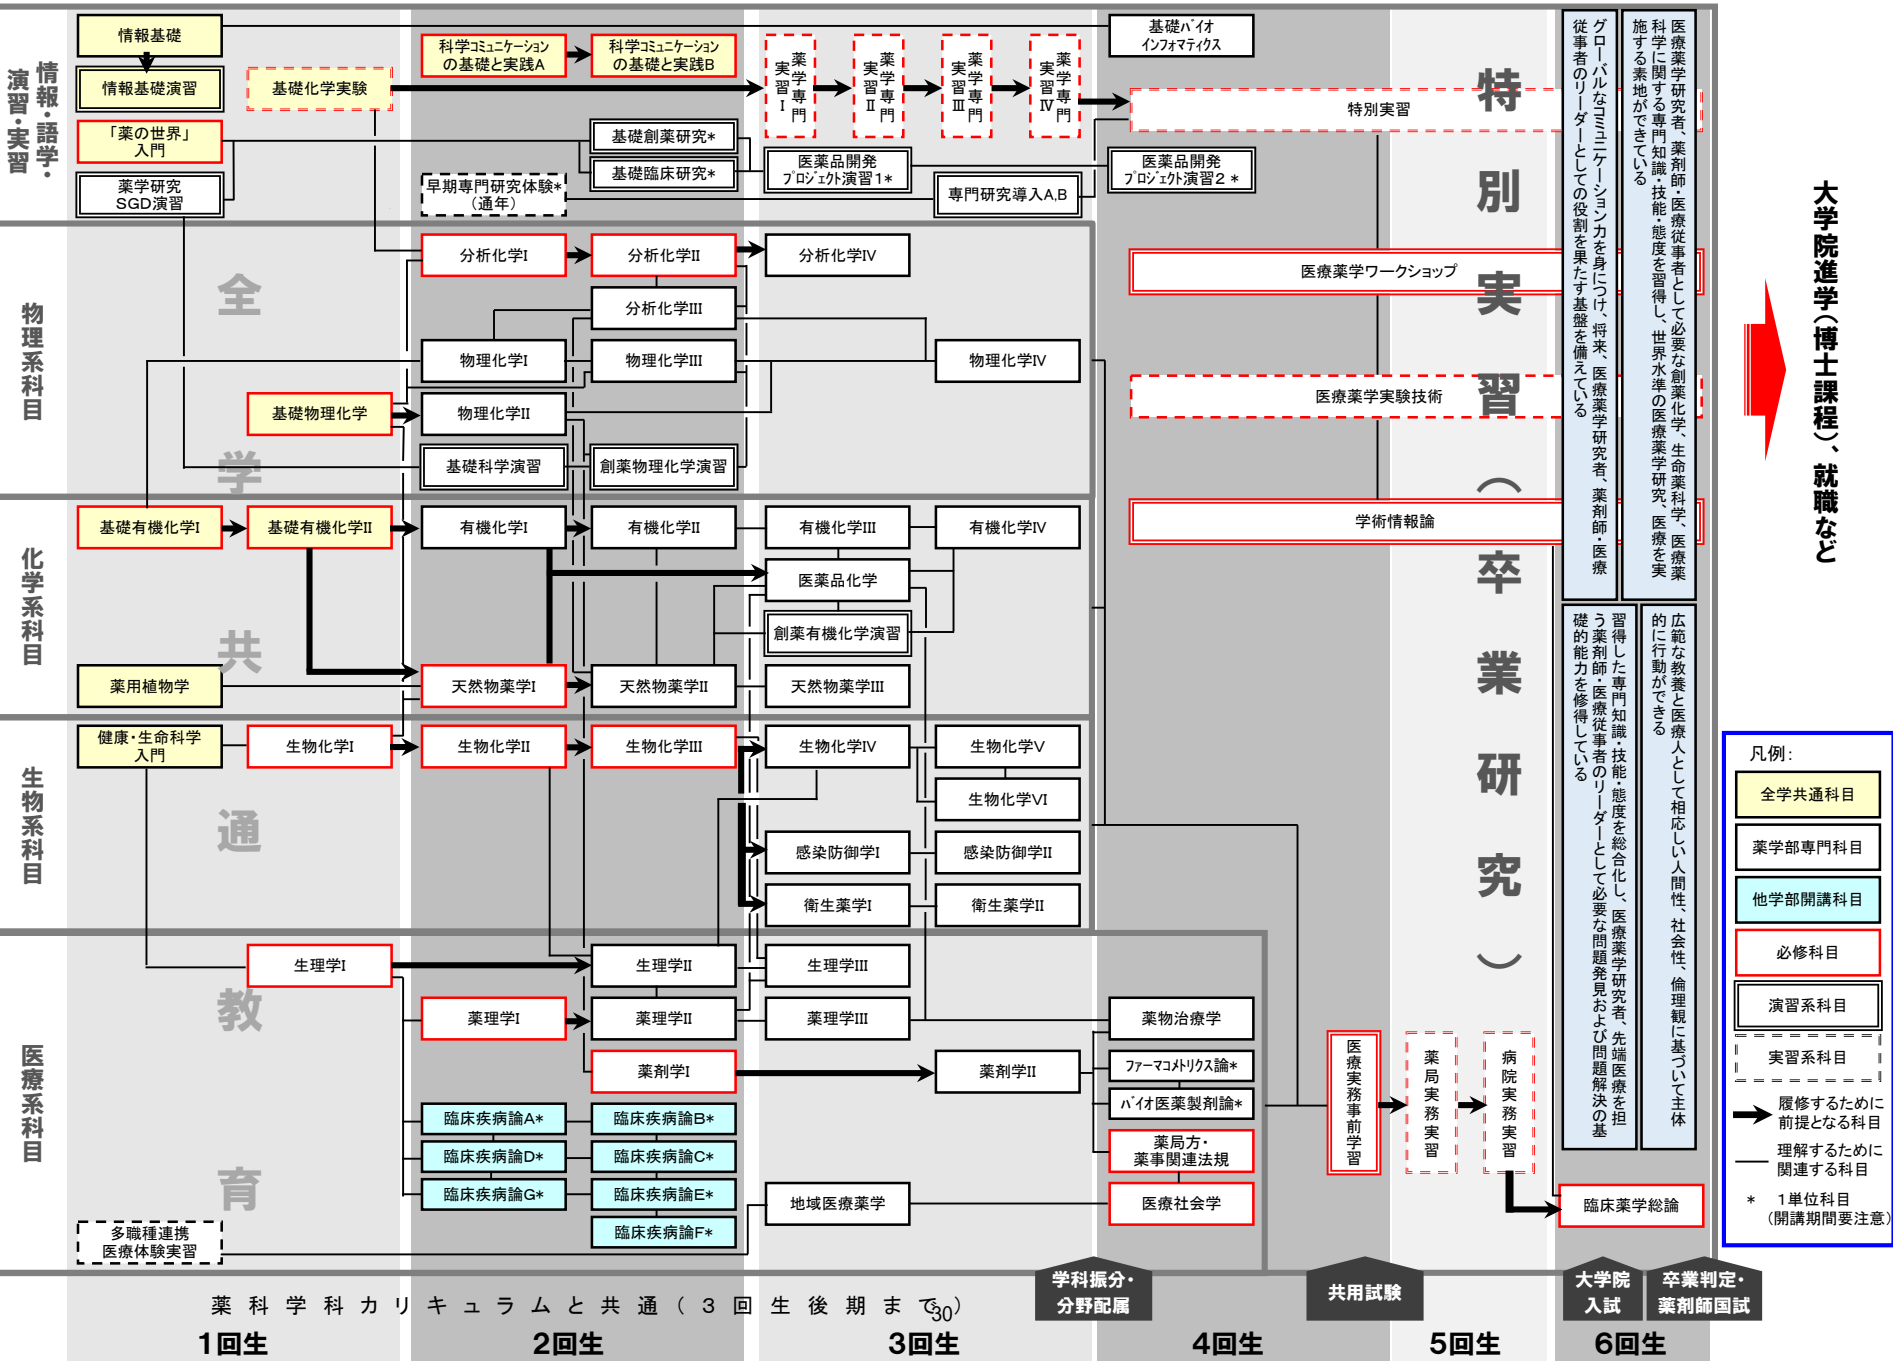 情報・語学・
演習・実習
情報基礎
情報基礎演習
「薬の世界」
入門
薬学研究
SGD演習
基礎化学実験
科学コミュニケーション
の基礎と実践A
科学コミュニケーション
の基礎と実践B
基礎創薬研究*
基礎臨床研究*
早期専門研究体験*
（通年）
薬学専門
実習Ⅰ
薬学専門
実習Ⅱ
薬学専門
実習Ⅲ
薬学専門
実習Ⅳ
医薬品開発
プロジェクト演習1*
専門研究導入A,B
基礎バイオ
インフォマティクス
医薬品開発
プロジェクト演習2 *
特別実習
医療薬学ワークショップ
医療薬学実験技術
学術情報論
特別実習（卒業研究）
全学共通教育
物理系科目
分析化学I
分析化学II
分析化学IV
分析化学III
物理化学I
物理化学III
物理化学IV
基礎物理化学
物理化学II
基礎科学演習
創薬物理化学演習
化学系科目
基礎有機化学I
基礎有機化学II
有機化学I
有機化学II
有機化学III
有機化学IV
医薬品化学
創薬有機化学演習
薬用植物学
天然物薬学I
天然物薬学II
天然物薬学III
生物系科目
健康・生命科学
入門
生物化学I
生物化学II
生物化学III
生物化学IV
生物化学V
生物化学VI
感染防御学I
感染防御学II
衛生薬学I
衛生薬学II
医療系科目
生理学I
生理学II
生理学III
薬理学I
薬理学II
薬理学III
薬剤学I
薬剤学II
薬物治療学
ファーマコメトリクス論*
バイオ医薬製剤論*
薬局方・
薬事関連法規
医療社会学
臨床疾病論A*
臨床疾病論B*
臨床疾病論D*
臨床疾病論C*
臨床疾病論G*
臨床疾病論E*
臨床疾病論F*
地域医療薬学
多職種連携
医療体験実習
医療実務事前学習
薬局実務実習
病院実務実習
臨床薬学総論
医療薬学研究者、薬剤師・医療従事者として必要な創薬化学、生命薬科学、医療薬
科学に関する専門知識・技能・態度を習得し、世界水準の医療薬学研究、医療を実
施する素地ができている
グローバルなコミュニケーション力を身につけ、将来、医療薬学研究者、薬剤師・医療
従事者のリーダーとしての役割を果たす基盤を備えている
広範な教養と医療人として相応しい人間性、社会性、倫理観に基づいて主体
的に行動ができる
習得した専門知識・技能・態度を総合化し、医療薬学研究者、先端医療を担
う薬剤師・医療従事者のリーダーとして必要な問題発見および問題解決の基
礎的能力を修得している
大学院進学（博士課程）、就職など
凡例：
全学共通科目
薬学部専門科目
他学部開講科目
必修科目
演習系科目
実習系科目
履修するために
前提となる科目
理解するために
関連する科目
* 1単位科目
（開講期間要注意）
学科振分・
分野配属
共用試験
大学院
入試
卒業判定・
薬剤師国試
薬科学科カリキュラムと共通（3回生後期まで）
30
1回生
2回生
3回生
4回生
5回生
6回生